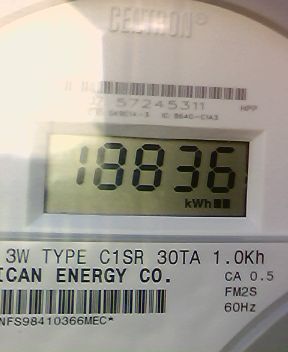 CENTRON®
57245311 HPP
18836
kWh
3W TYPE C1SR 30TA 1.0Kh
ICAN ENERGY CO. CA 0.5
FM2S
60Hz
NFS98410366MEC*